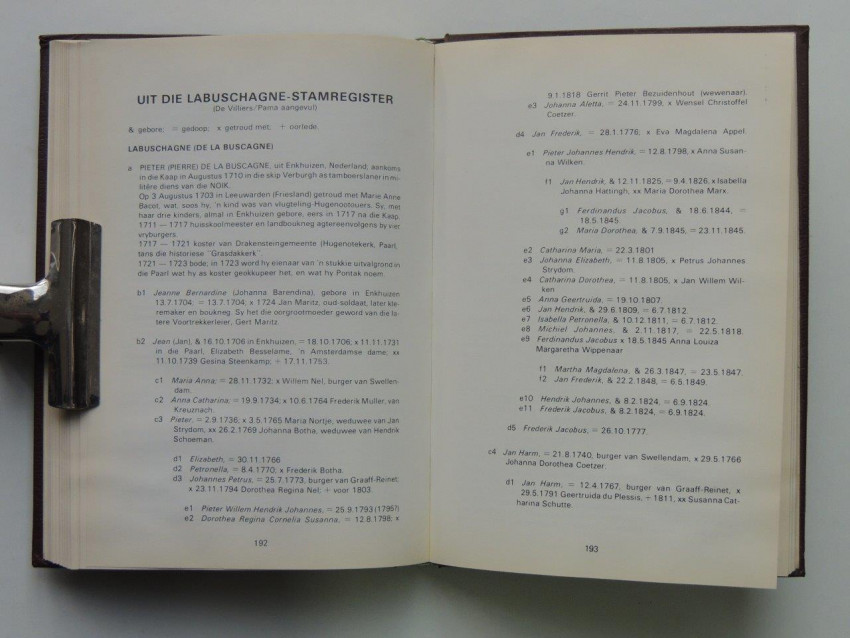 UIT DIE LABUSCHAGNE-STAMREGISTER
(De Villiers/Pama aangevul)
& gebore; = gedoop; x getroud met; + oorlede.
LABUSCHAGNE (DE LA BUSCAGNE)
a PIETER (PIERRE) DE LA BUSCAGNE, uit Enkhuizen, Nederland; aankoms
in die Kaap in Augustus 1710 in die skip Verburgh as tamboerslaner in mi-
litêre diens van die NOIK.
Op 3 Augustus 1703 in Leeuwarden (Friesland) getroud met Marie Anne
Bacot, wat, soos hy, 'n kind was van vlugteling-Hugenoteouers. Sy, met
haar drie kinders, almal in Enkhuizen gebore, eers in 1717 na die Kaap.
1711 — 1717 huisskoolmeester en landboukneg agtereenvolgens by vier
vryburgers.
1717 — 1721 koster van Drakensteingemeente (Hugenotekerk, Paarl,
tans die historiese "Grasdakkerk".
1721 — 1723 bode; in 1723 word hy eienaar van 'n stukkie uitvalgrond in
die Paarl wat hy as koster geokkupeer het, en wat hy Pontak noem.
b1 Jeanne Bernardine (Johanna Barendina), gebore in Enkhuizen
13.7.1704; = 13.7.1704; x 1724 Jan Maritz, oud-soldaat, later kle-
remaker en boukneg. Sy het die oorgrootmoeder geword van die la-
tere Voortrekkerleier, Gert Maritz.
b2 Jean (Jan), & 16.10.1706 in Enkhuizen, = 18.10.1706; x 11.11.1731
in die Paarl, Elizabeth Besselame, 'n Amsterdamse dame; xx
11.10.1739 Gesina Steenkamp; + 17.11.1753.
c1 Maria Anna; = 28.11.1732; x Willem Nel, burger van Swellen-
dam.
c2 Anna Catharina; = 19.9.1734; x 10.6.1764 Frederik Muller, van
Kreuznach.
c3 Pieter, = 2.9.1736; x 3.5.1765 Maria Nortje, weduwee van Jan
Strydom, xx 26.2.1769 Johanna Botha, weduwee van Hendrik
Schoeman.
d1 Elizabeth, = 30.11.1766
d2 Petronella, = 8.4.1770; x Frederik Botha.
d3 Johannes Petrus, = 25.7.1773, burger van Graaff-Reinet;
x 23.11.1794 Dorothea Regina Nel; + voor 1803.
e1 Pieter Willem Hendrik Johannes, = 25.9.1793 (1795?)
e2 Dorothea Regina Cornelia Susanna, = 12.8.1798; x
192
9.1.1818 Gerrit Pieter Bezuidenhout (wewenaar).
e3 Johanna Aletta, = 24.11.1799, x Wensel Christoffel
Coetzer.
d4 Jan Frederik, = 28.1.1776; x Eva Magdalena Appel.
e1 Pieter Johannes Hendrik, = 12.8.1798, x Anna Susan-
na Wilken.
f1 Jan Hendrik, & 12.11.1825, = 9.4.1826, x Isabella
Johanna Hattingh, xx Maria Dorothea Marx.
g1 Ferdinandus Jacobus, & 18.6.1844, =
18.5.1845.
g2 Maria Dorothea, & 7.9.1845, = 23.11.1845.
e2 Catharina Maria, = 22.3.1801
e3 Johanna Elizabeth, = 11.8.1805, x Petrus Johannes
Strydom.
e4 Catharina Dorothea, = 11.8.1805, x Jan Willem Wil-
ken
e5 Anna Geertruida, = 19.10.1807.
e6 Jan Hendrik, & 29.6.1809, = 6.7.1812.
e7 Isabella Petronella, & 10.12.1811, = 6.7.1812.
e8 Michiel Johannes, & 2.11.1817, = 22.5.1818.
e9 Ferdinandus Jacobus x 18.5.1845 Anna Louiza
Margaretha Wippenaar
f1 Martha Magdalena, & 26.3.1847, = 23.5.1847.
f2 Jan Frederik, & 22.2.1848, = 6.5.1849.
e10 Hendrik Johannes, & 8.2.1824, = 6.9.1824.
e11 Frederik Jacobus, & 8.2.1824, = 6.9.1824.
d5 Frederik Jacobus, = 26.10.1777.
c4 Jan Harm, = 21.8.1740, burger van Swellendam, x 29.5.1766
Johanna Dorothea Coetzer.
d1 Jan Harm, = 12.4.1767, burger van Graaff-Reinet, x
29.5.1791 Geertruida du Plessis, + 1811, xx Susanna Cat-
harina Schutte.
193